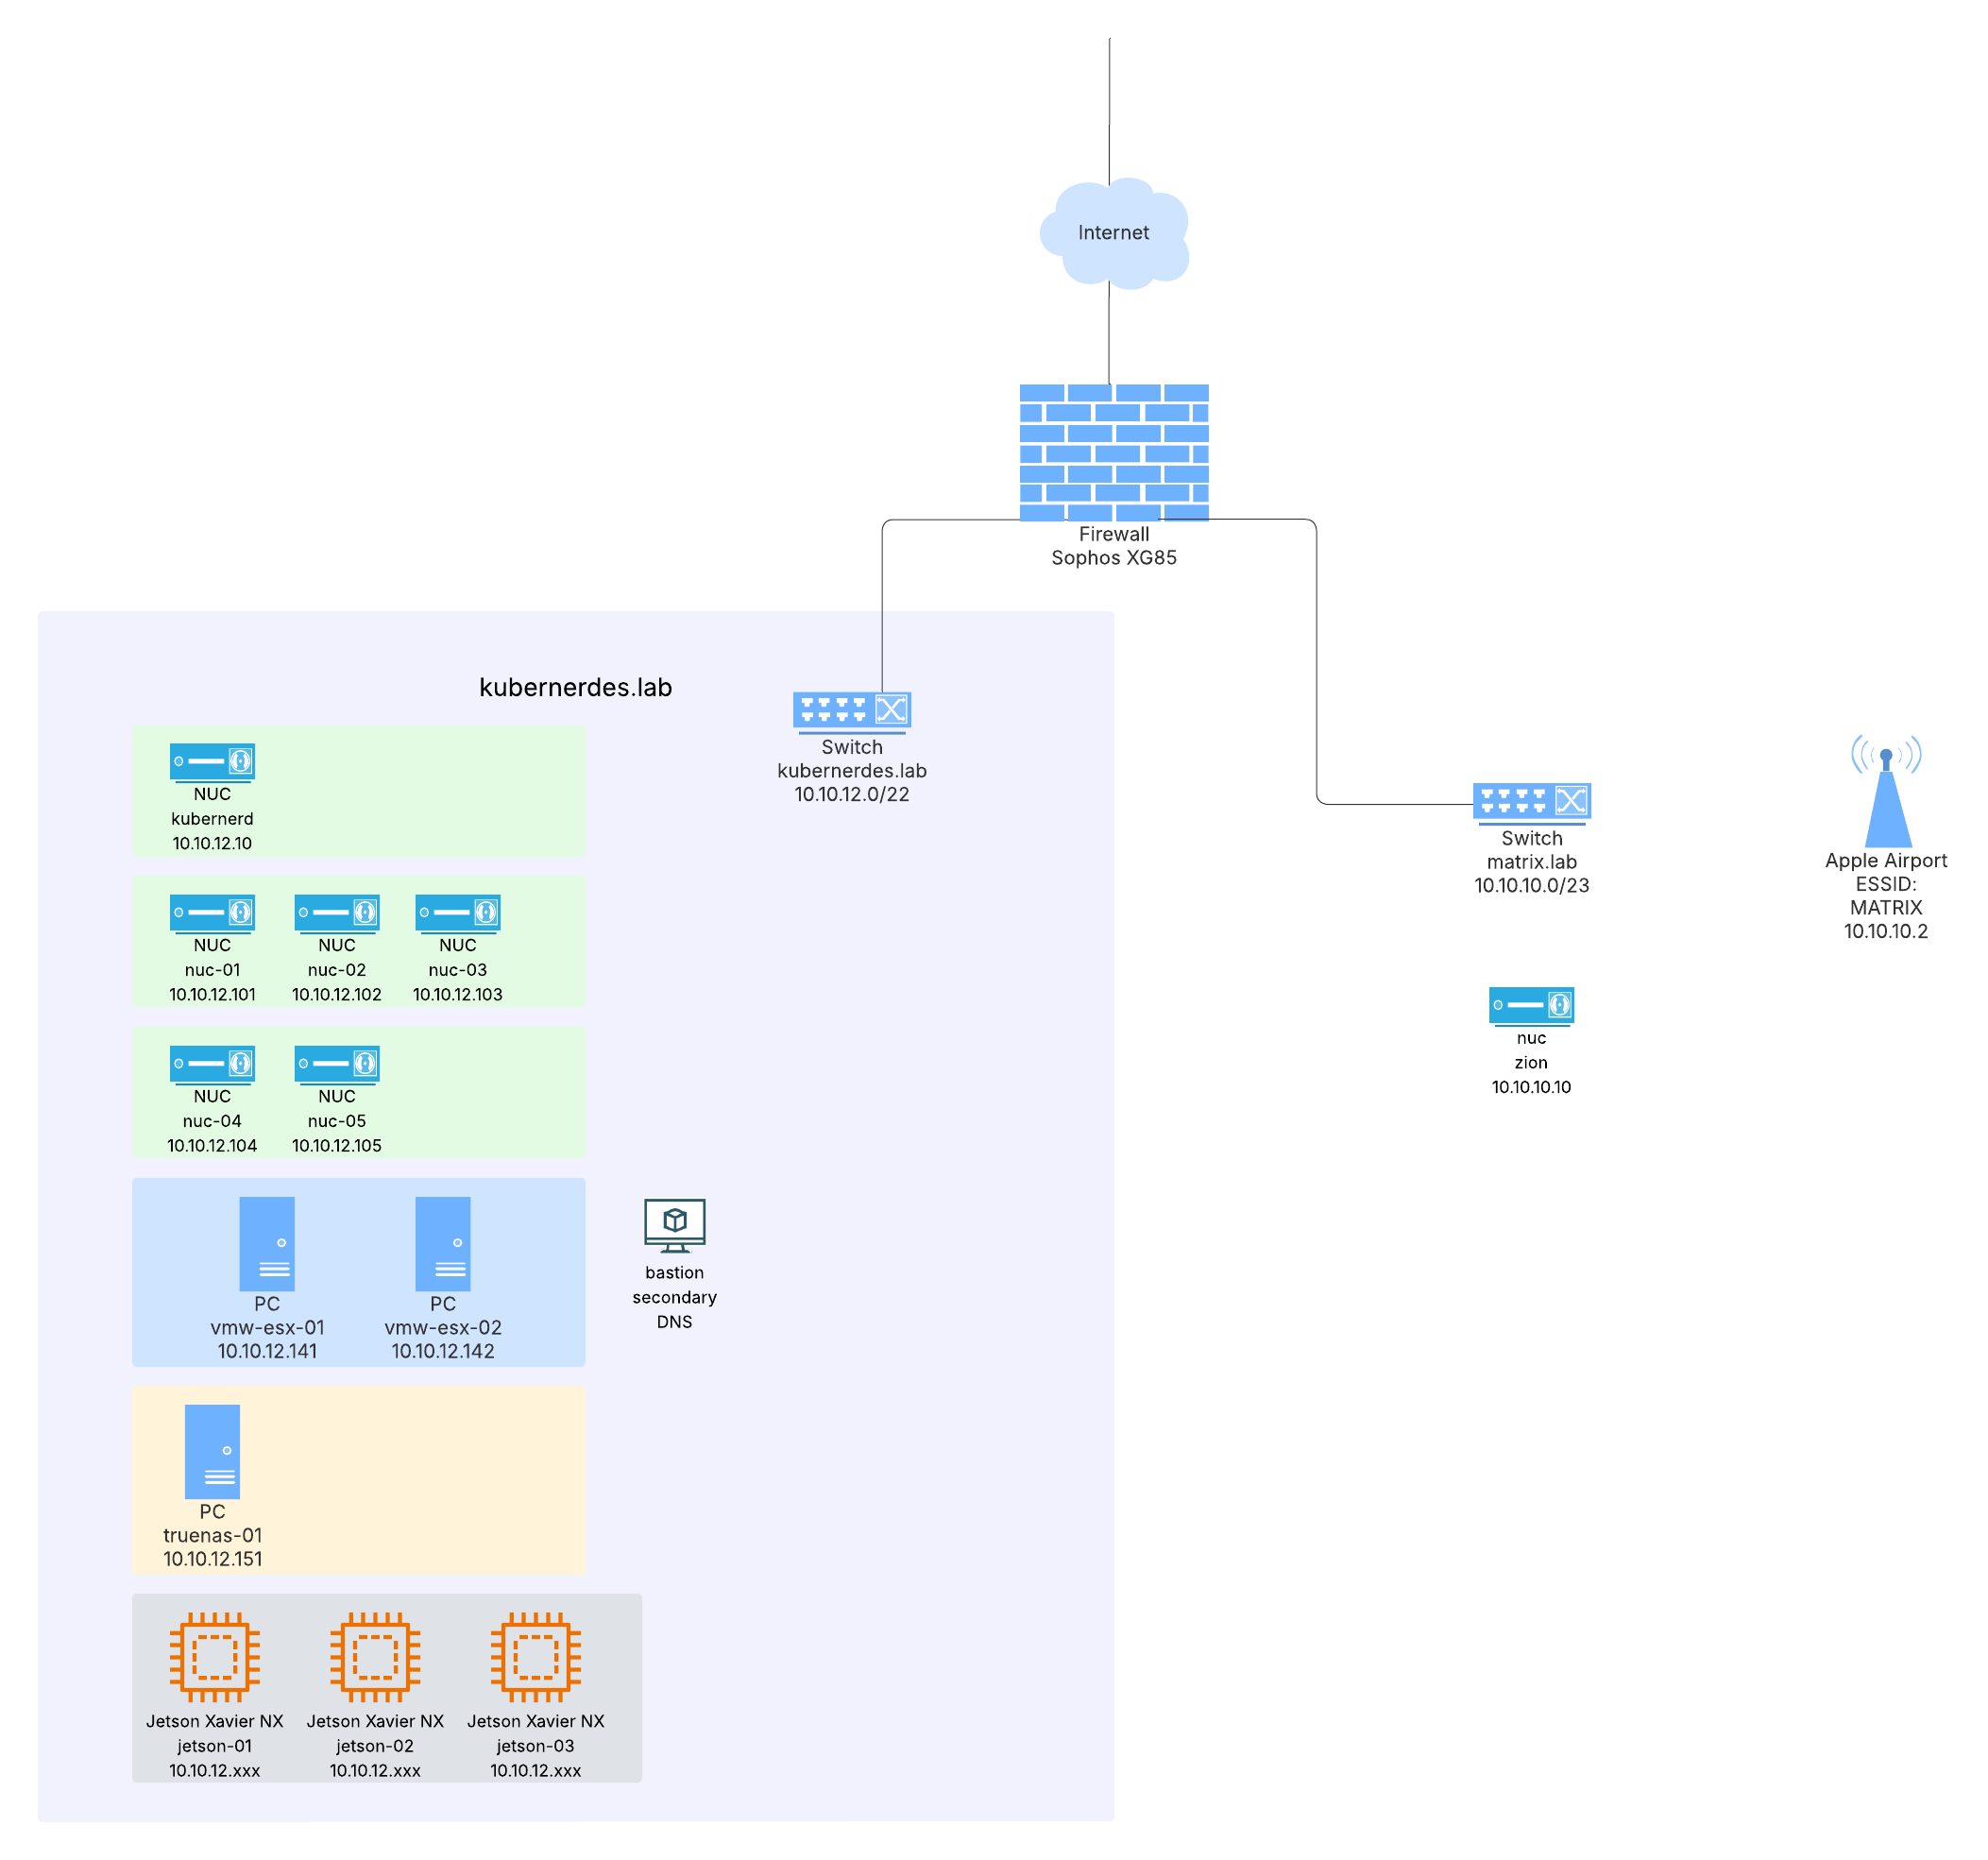 Internet
Firewall
Sophos XG85
kubernerdes.lab
Switch
kubernerdes.lab
10.10.12.0/22
NUC
kubernerd
10.10.12.10
Switch
matrix.lab
10.10.10.0/23
Apple Airport
ESSID:
MATRIX
10.10.10.2
NUC
nuc-01
10.10.12.101
NUC
nuc-02
10.10.12.102
NUC
nuc-03
10.10.12.103
nuc
zion
10.10.10.10
NUC
nuc-04
10.10.12.104
NUC
nuc-05
10.10.12.105
PC
vmw-esx-01
10.10.12.141
PC
vmw-esx-02
10.10.12.142
bastion
secondary
DNS
PC
truenas-01
10.10.12.151
Jetson Xavier NX
jetson-01
10.10.12.xxx
Jetson Xavier NX
jetson-02
10.10.12.xxx
Jetson Xavier NX
jetson-03
10.10.12.xxx